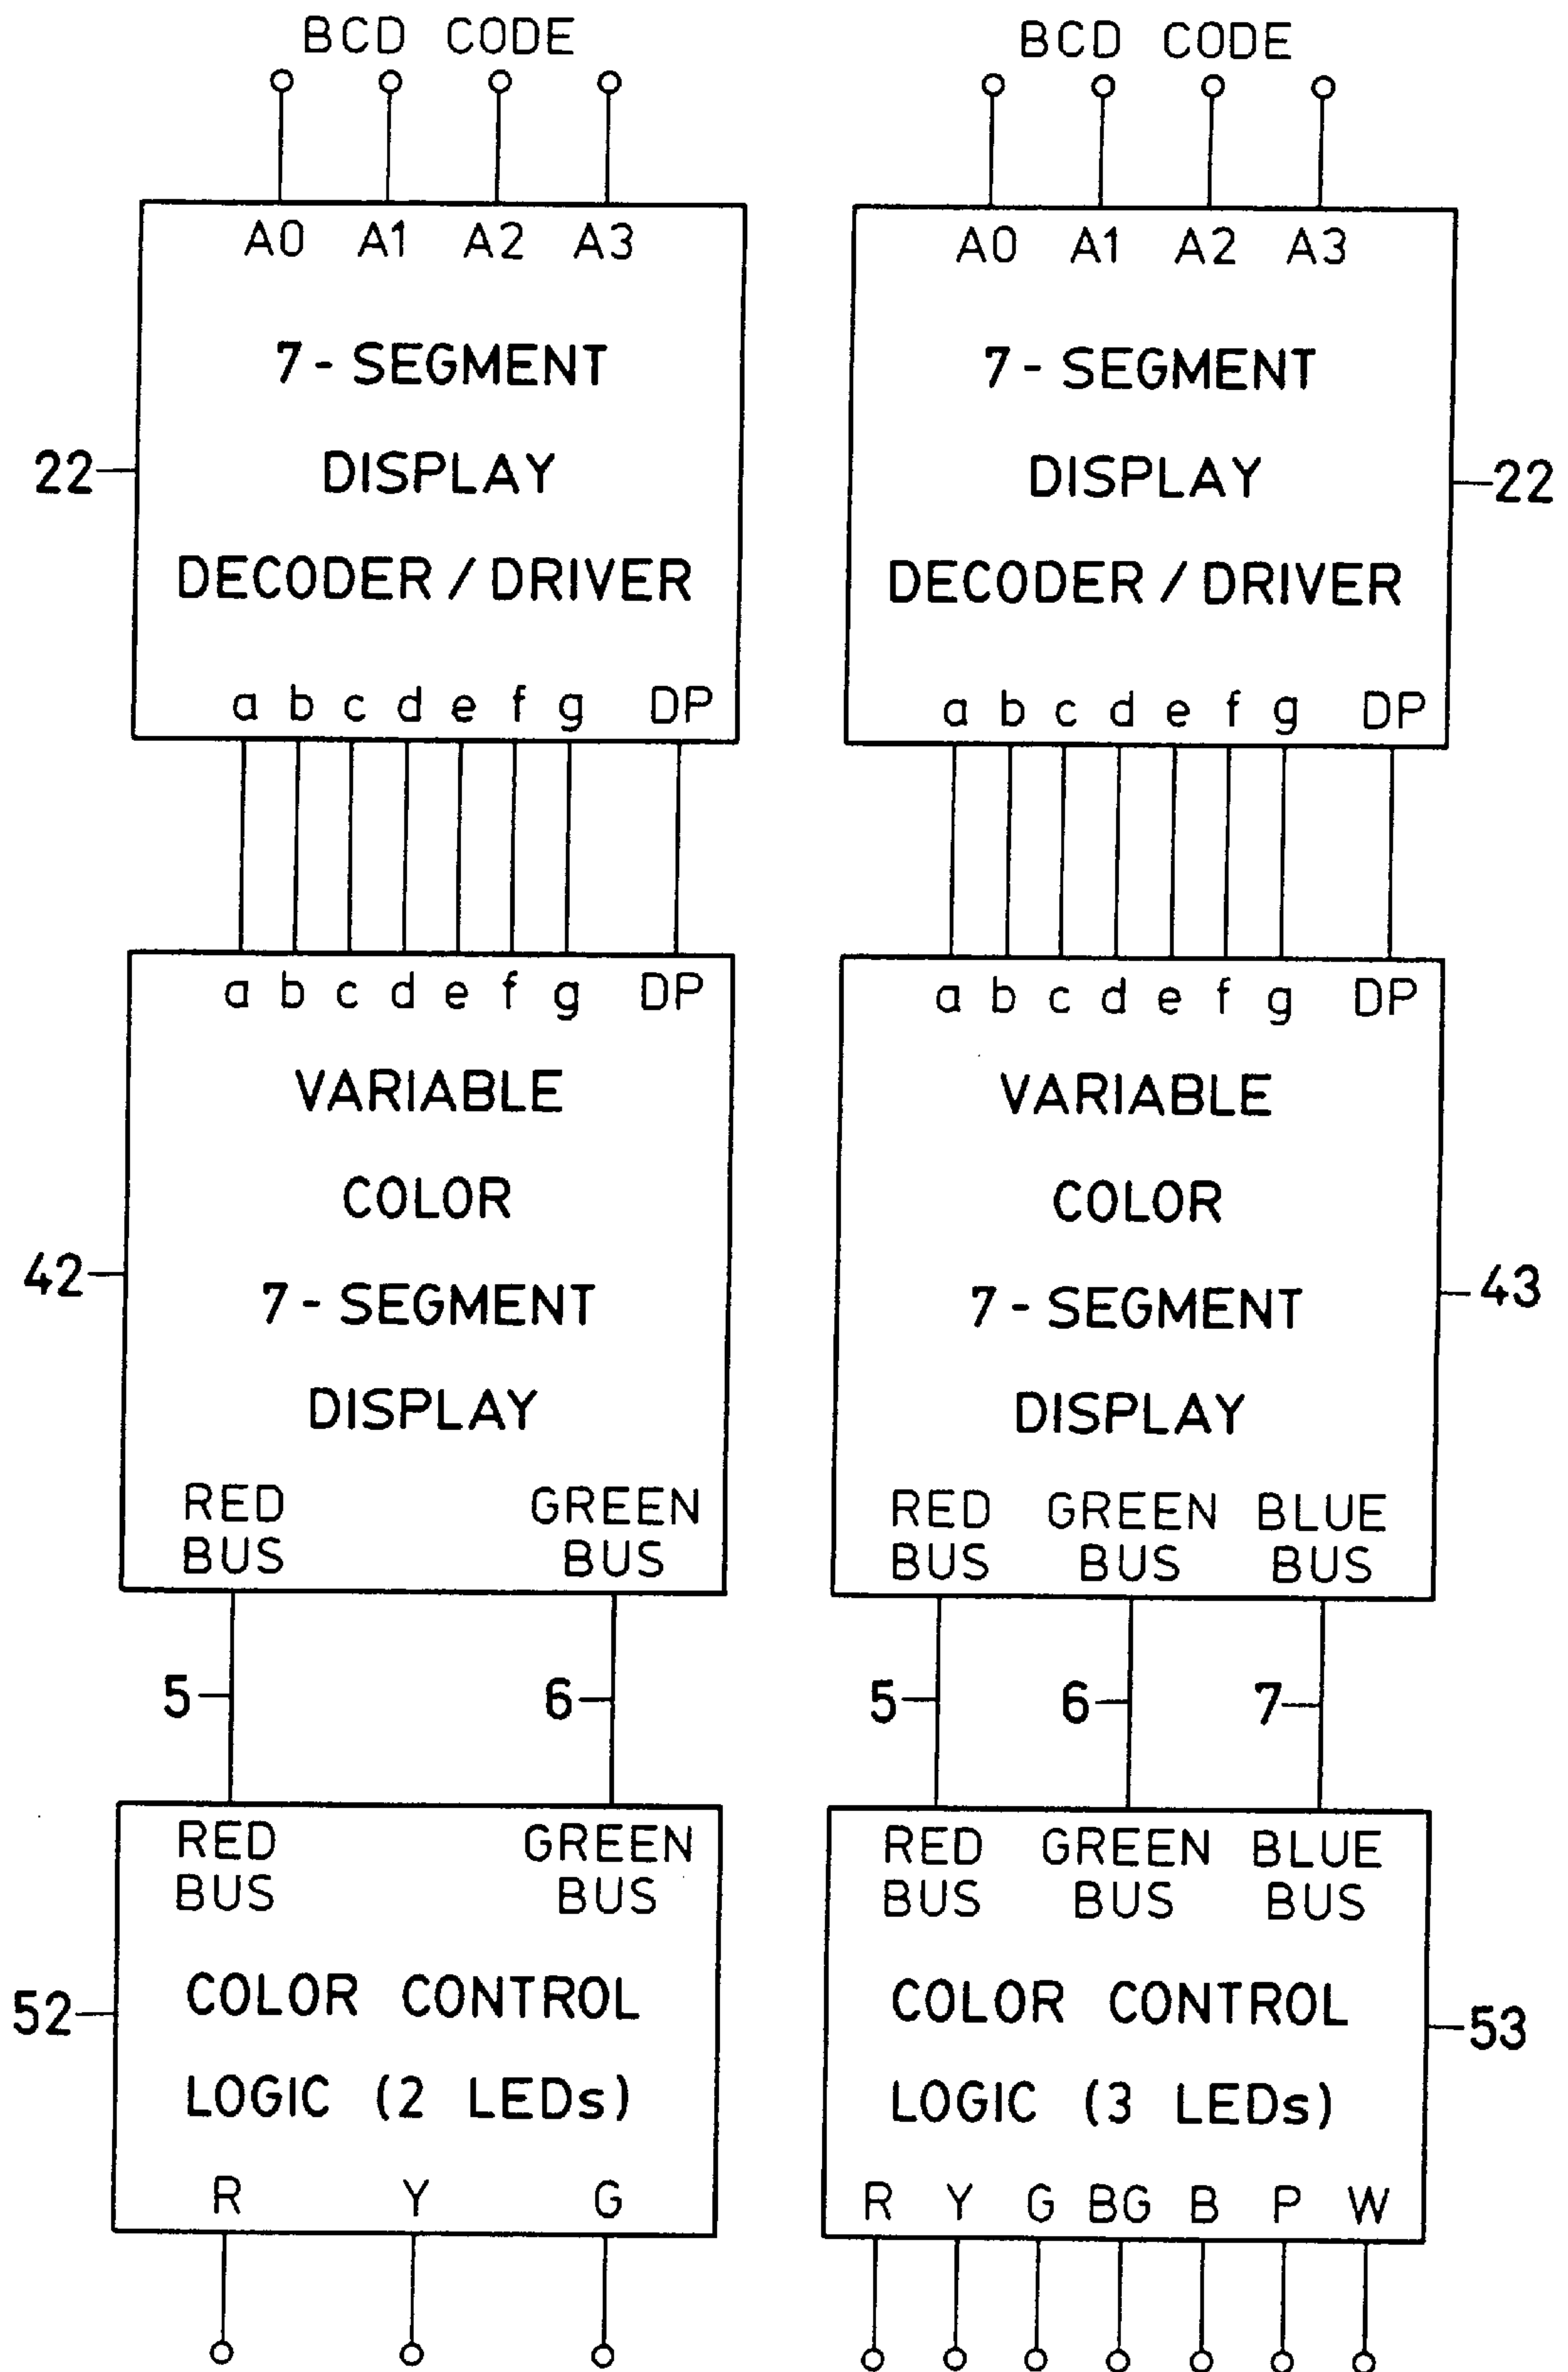 BCD CODE
A0 A1 A2 A3
7 - SEGMENT
DISPLAY
DECODER / DRIVER
22
a b c d e f g DP
a b c d e f g DP
VARIABLE
COLOR
7 - SEGMENT
DISPLAY
42
RED GREEN
BUS BUS
5 6
RED GREEN
BUS BUS
COLOR CONTROL
LOGIC (2 LEDs)
52
R Y G
BCD CODE
A0 A1 A2 A3
7 - SEGMENT
DISPLAY
DECODER / DRIVER
22
a b c d e f g DP
a b c d e f g DP
VARIABLE
COLOR
7 - SEGMENT
DISPLAY
43
RED GREEN BLUE
BUS BUS BUS
5 6 7
RED GREEN BLUE
BUS BUS BUS
COLOR CONTROL
LOGIC (3 LEDs)
53
R Y G BG B P W